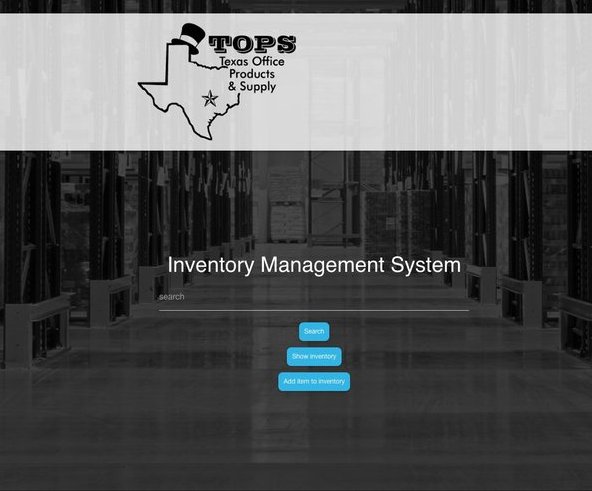 TOPS
Texas Office
Products
& Supply
Inventory Management System
search
Search
Show inventory
Add item to inventory